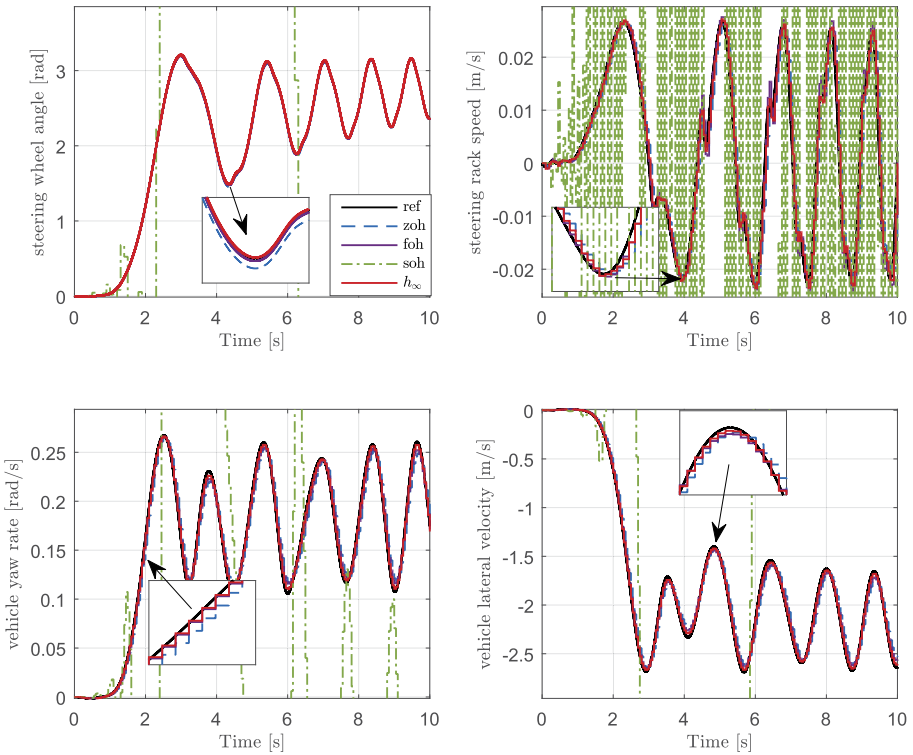 steering wheel angle [rad]
3
2
1
0
ref
zoh
foh
soh
h∞
0 2 4 6 8 10
Time [s]
steering rack speed [m/s]
0.02
0.01
0
-0.01
-0.02
0 2 4 6 8 10
Time [s]
vehicle yaw rate [rad/s]
0.25
0.2
0.15
0.1
0.05
0
0 2 4 6 8 10
Time [s]
vehicle lateral velocity [m/s]
0
-0.5
-1
-1.5
-2
-2.5
0 2 4 6 8 10
Time [s]